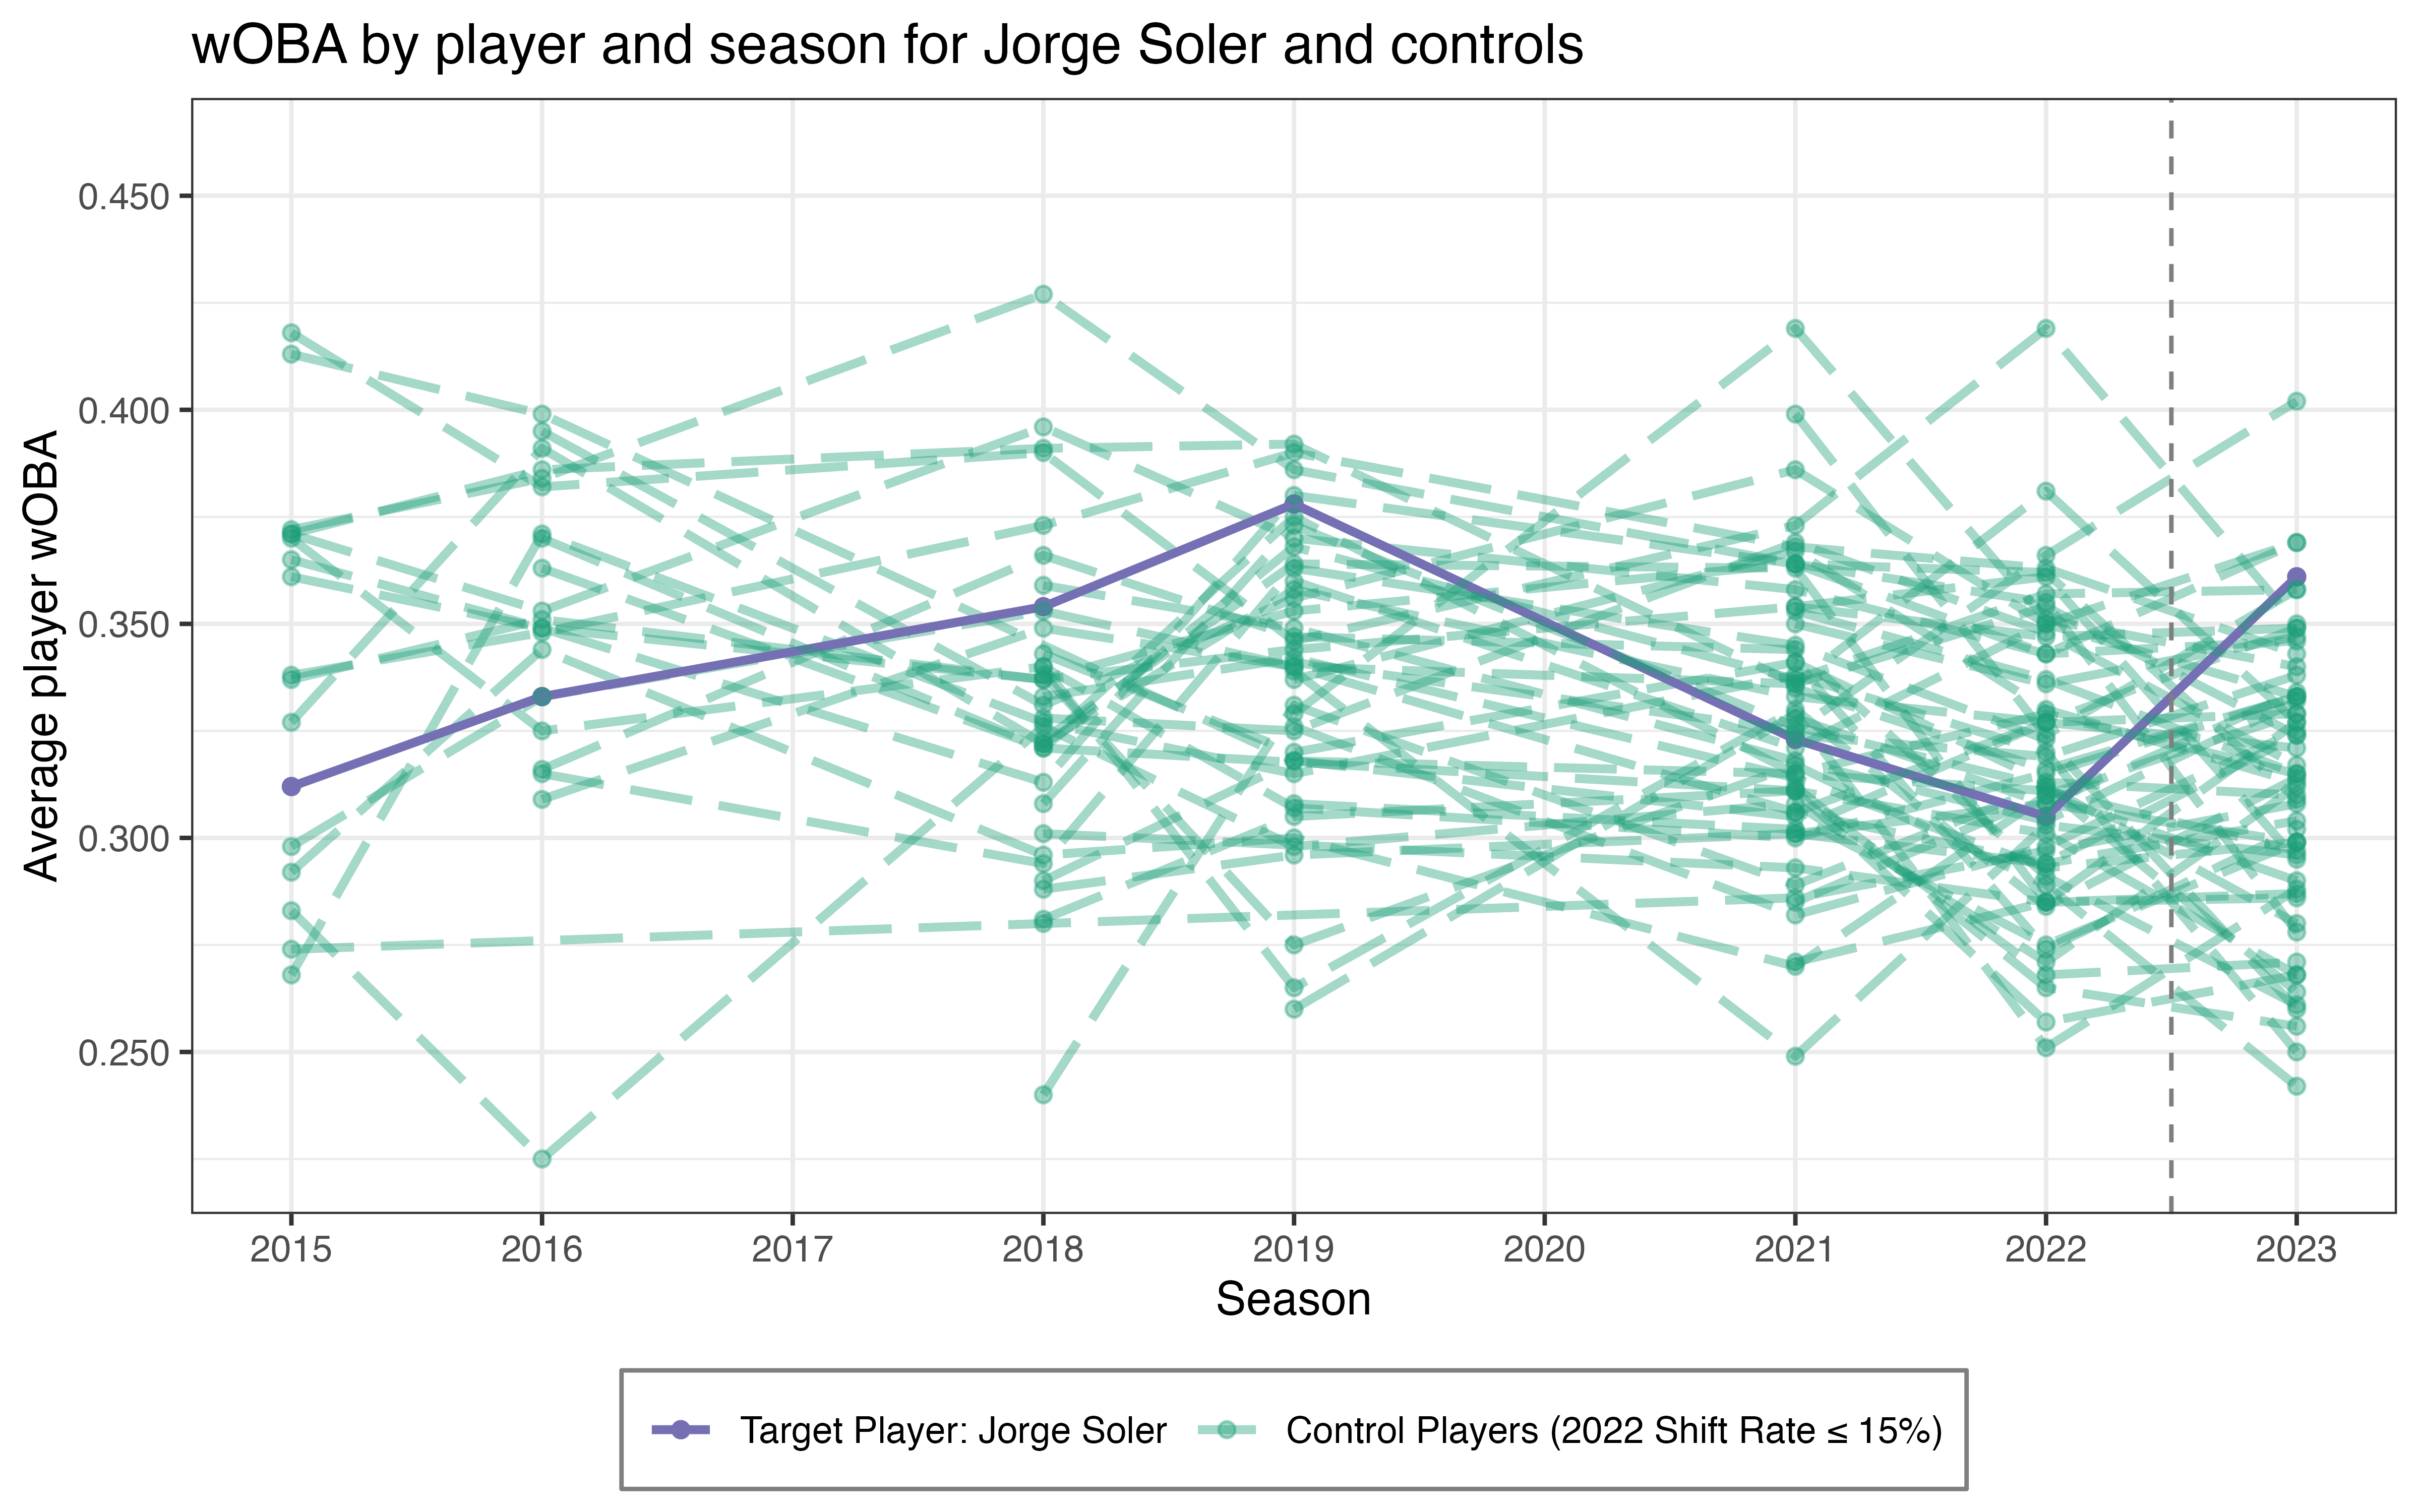 wOBA by player and season for Jorge Soler and controls
Average player wOBA
0.450
0.400
0.350
0.300
0.250
2015 2016 2017 2018 2019 2020 2021 2022 2023
Season
Target Player: Jorge Soler Control Players (2022 Shift Rate ≤ 15%)